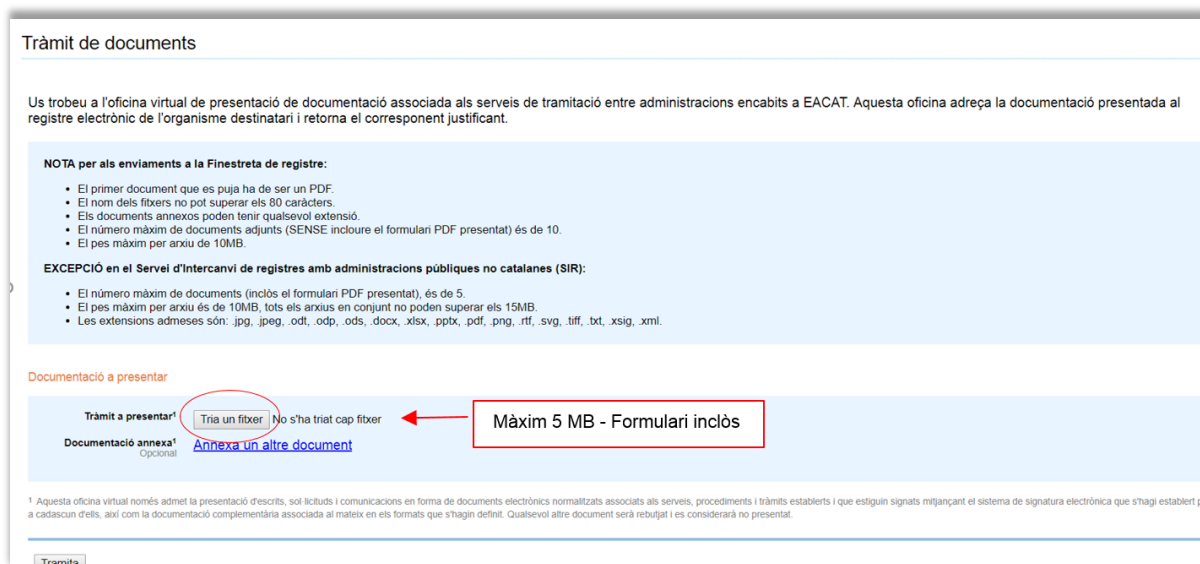 Tràmit de documents
Us trobeu a l'oficina virtual de presentació de documentació associada als serveis de tramitació entre administracions encabits a EACAT. Aquesta oficina adreça la documentació presentada al
registre electrònic de l'organisme destinatari i retorna el corresponent justificant.
NOTA per als enviaments a la Finestreta de registre:
• El primer document que es puja ha de ser un PDF.
• El nom dels fitxers no pot superar els 80 caràcters.
• Els documents annexos poden tenir qualsevol extensió.
• El número màxim de documents adjunts (SENSE incloure el formulari PDF presentat) és de 10.
• El pes màxim per arxiu de 10MB.
EXCEPCIÓ en el Servei d'Intercanvi de registres amb administracions públiques no catalanes (SIR):
• El número màxim de documents (inclòs el formulari PDF presentat), és de 5.
• El pes màxim per arxiu és de 10MB, tots els arxius en conjunt no poden superar els 15MB.
• Les extensions admeses són: .jpg, .jpeg, .odt, .odp, .ods, .docx, .xlsx, .pptx, .pdf, .png, .rtf, .svg, .tiff, .txt, .xsig, .xml.
Documentació a presentar
Tràmit a presentar¹ Tria un fitxer No s'ha triat cap fitxer Màxim 5 MB - Formulari inclòs
Documentació annexa¹ Annexa un altre document
Opcional
¹ Aquesta oficina virtual només admet la presentació d'escrits, sol·licituds i comunicacions en forma de documents electrònics normalitzats associats als serveis, procediments i tràmits establerts i que estiguin signats mitjançant el sistema de signatura electrònica que s'hagi establert p
a cadascun d'ells, així com la documentació complementària associada al mateix en els formats que s'hagin definit. Qualsevol altre document serà rebutjat i es considerarà no presentat.
Tramita